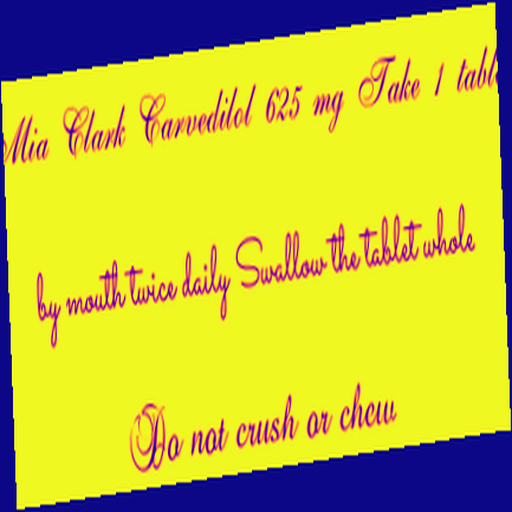 Mia Clark Carvedilol 625 mg Take 1 tabl
by mouth twice daily Swallow the tablet whole
Do not crush or chew